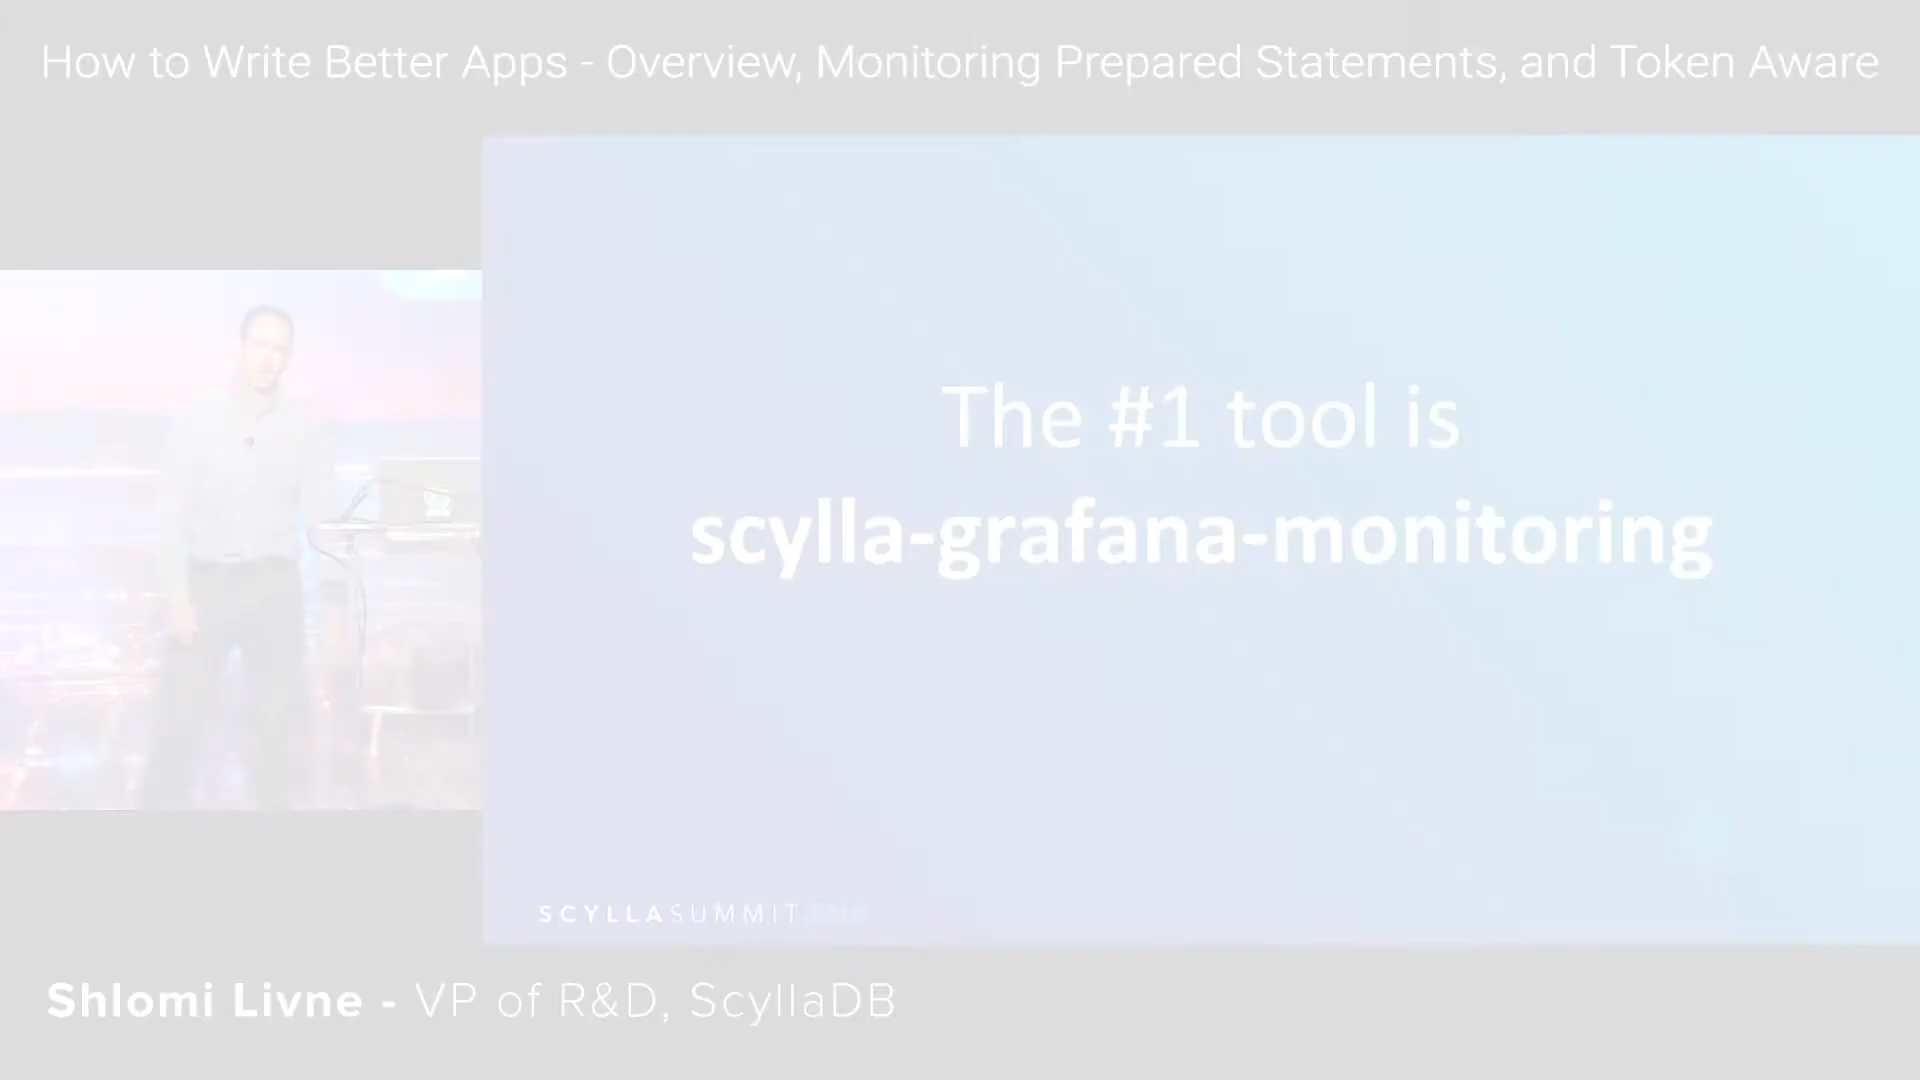 How to Write Better Apps - Overview, Monitoring Prepared Statements, and Token Aware
The #1 tool is
scylla-grafana-monitoring
SCYLLASUMMIT
Shlomi Livne - VP of R&D, ScyllaDB